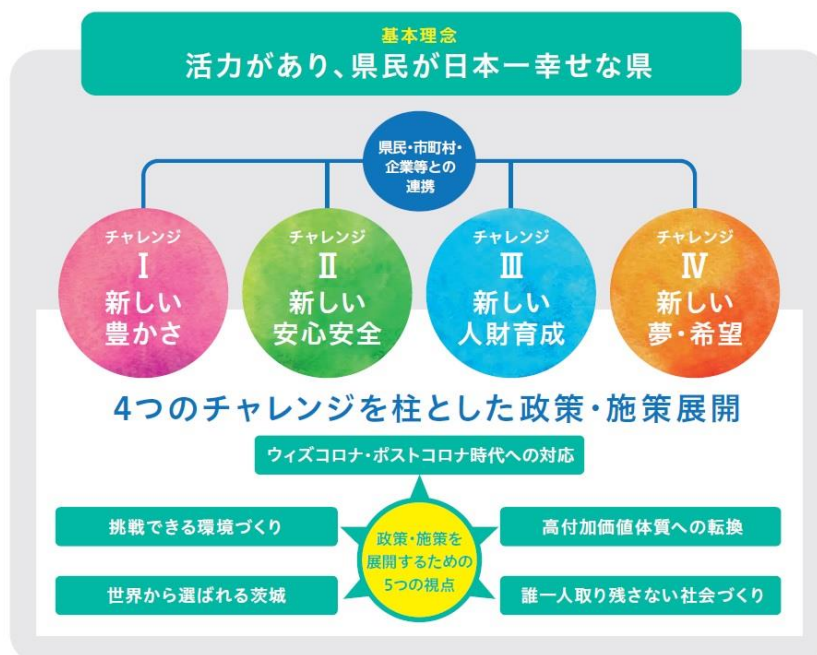 基本理念
活力があり、県民が日本一幸せな県
県民・市町村・
企業等との
連携
チャレンジ
Ⅰ
新しい
豊かさ
チャレンジ
Ⅱ
新しい
安心安全
チャレンジ
Ⅲ
新しい
人財育成
チャレンジ
Ⅳ
新しい
夢・希望
4つのチャレンジを柱とした政策・施策展開
ウィズコロナ・ポストコロナ時代への対応
挑戦できる環境づくり
高付加価値体質への転換
政策・施策を
展開するための
5つの視点
世界から選ばれる茨城
誰一人取り残さない社会づくり